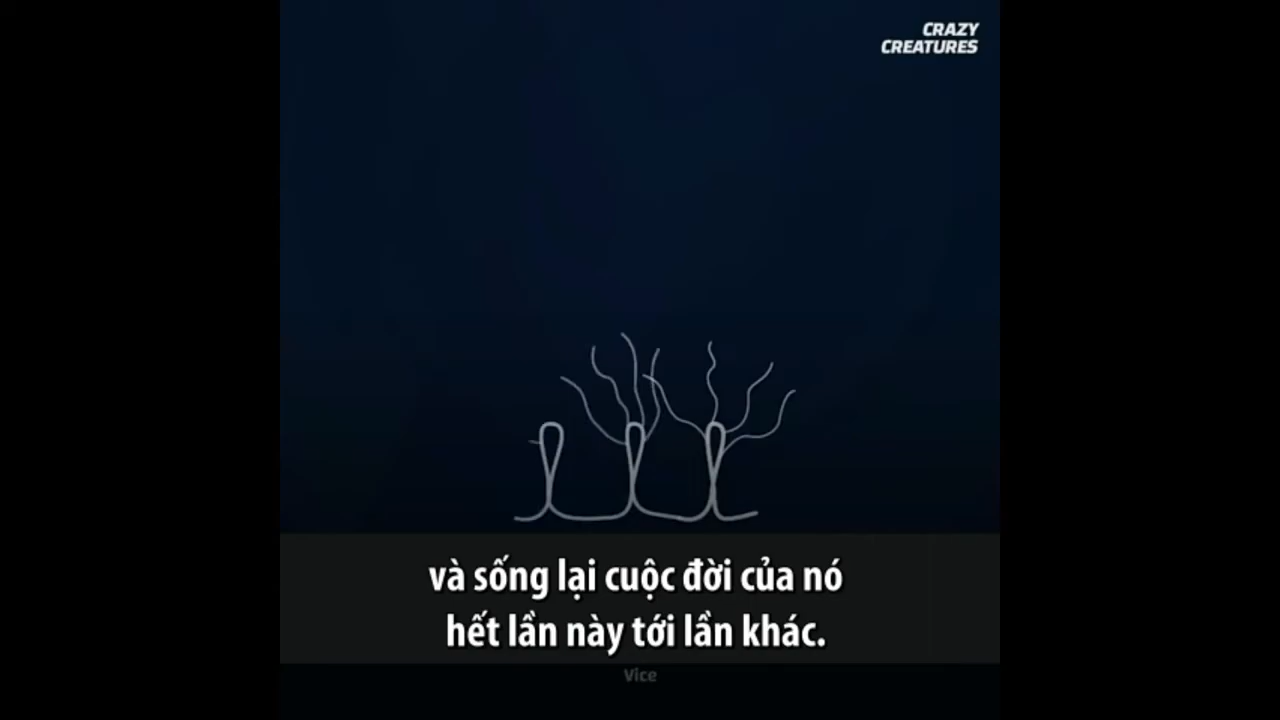 CRAZY
CREATURES
và sống lại cuộc đời của nó
hết lần này tới lần khác.
Vice